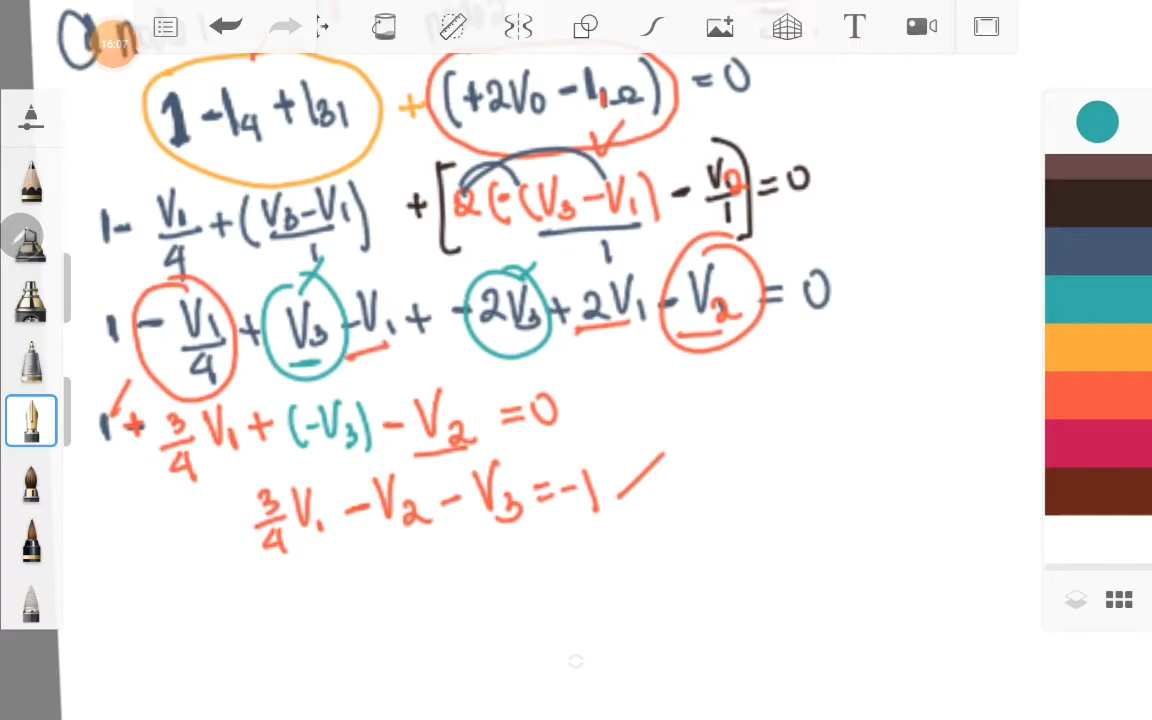 16:07
T
1 - I4 + I31 + (+2V0 - I1Ω) = 0
1 - V1/4 + (V3 - V1)/1 + [2(-(V3 - V1)/1) - V2/1] = 0
1 - V1/4 + V3 - V1 + -2V3 + 2V1 - V2 = 0
1 + 3/4 V1 + (-V3) - V2 = 0
3/4 V1 - V2 - V3 = -1